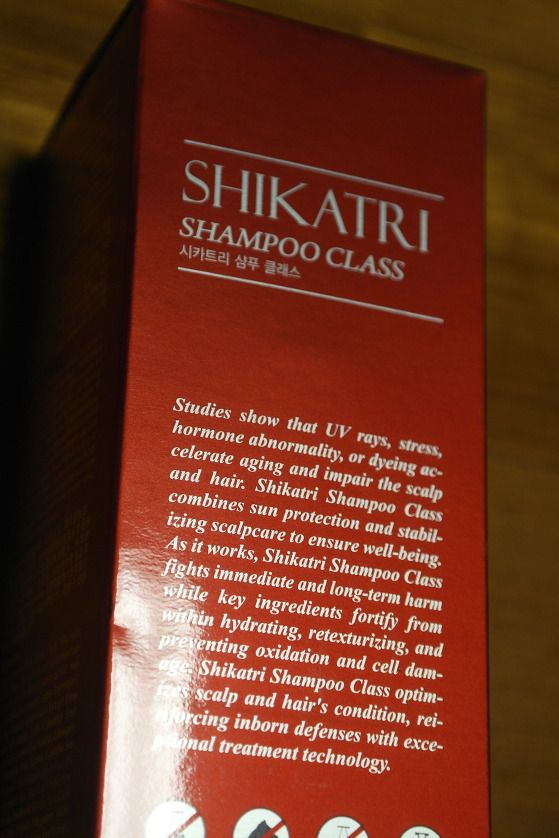 SHIKATRI
SHAMPOO CLASS
시카트리 샴푸 클래스
Studies show that UV rays, stress,
hormone abnormality, or dyeing ac-
celerate aging and impair the scalp
and hair. Shikatri Shampoo Class
combines sun protection and stabil-
izing scalpcare to ensure well-being.
As it works, Shikatri Shampoo Class
fights immediate and long-term harm
while key ingredients fortify from
within hydrating, retexturizing, and
preventing oxidation and cell dam-
age. Shikatri Shampoo Class optim-
izes scalp and hair's condition, rei-
nforcing inborn defenses with exce-
ptional treatment technology.